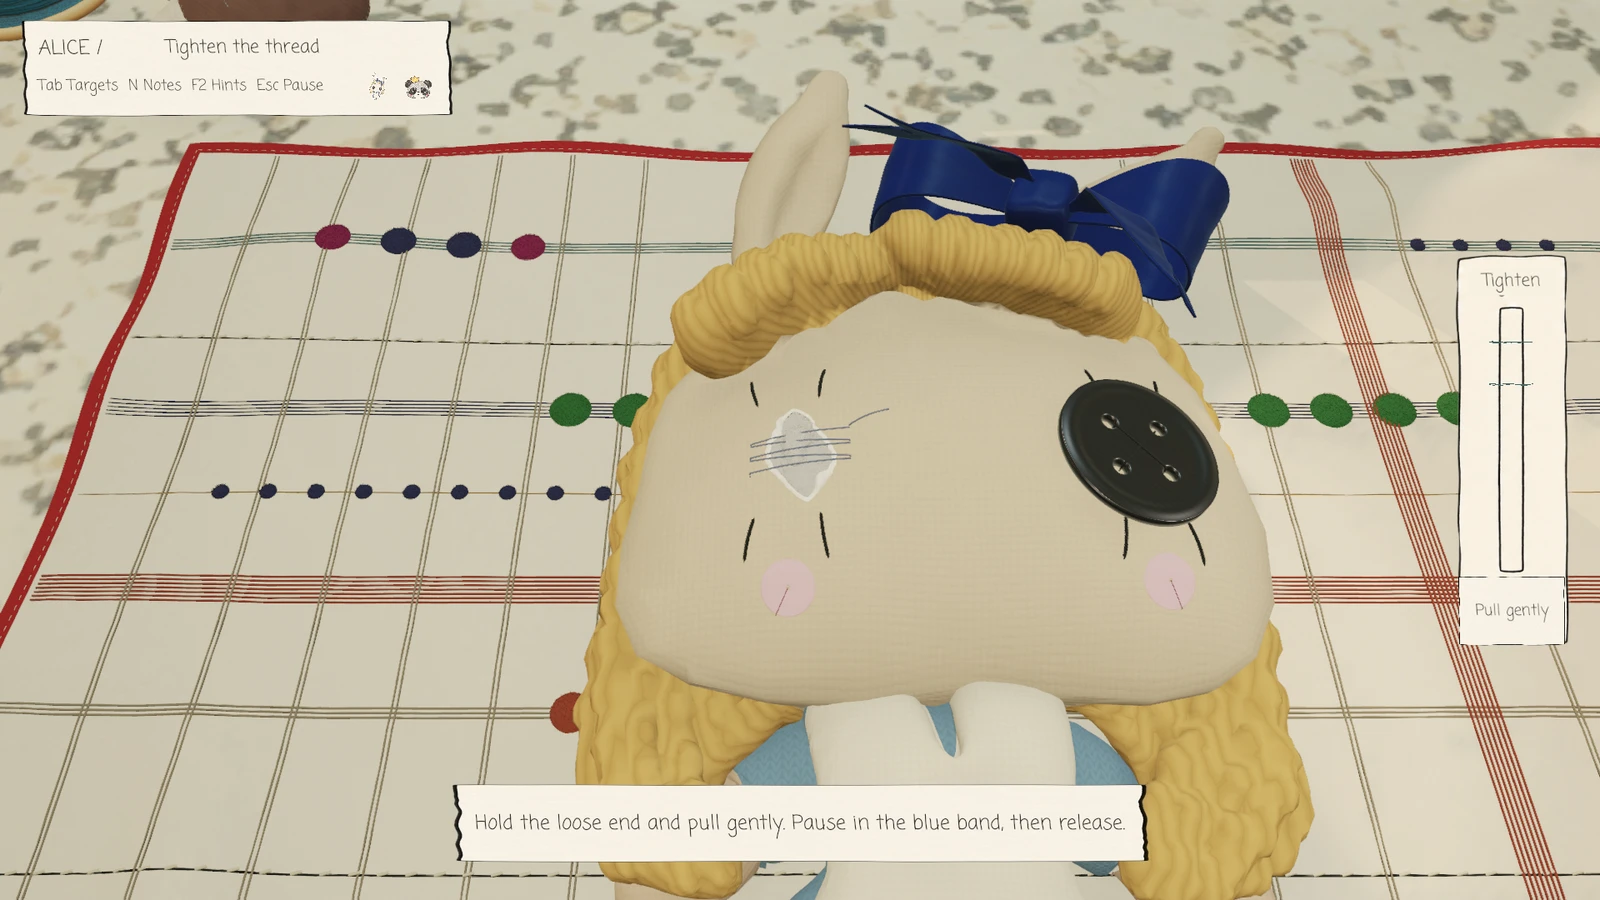 ALICE / Tighten the thread
Tab Targets N Notes F2 Hints Esc Pause
Tighten
Pull gently
Hold the loose end and pull gently. Pause in the blue band, then release.